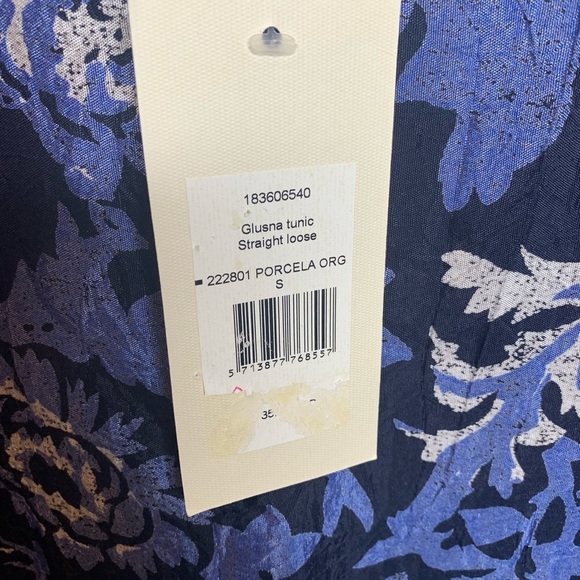 183606540
Glusna tunic
Straight loose
222801 PORCELA ORG
S
5 713877 768557